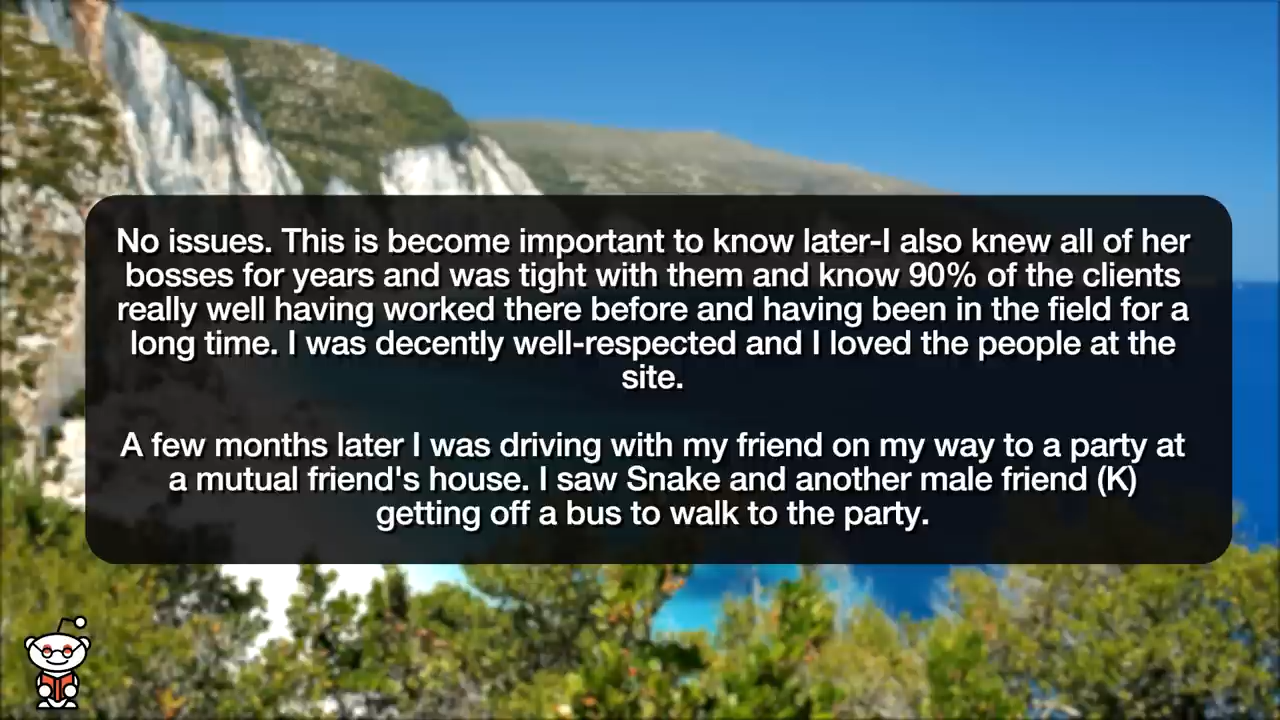 No issues. This is become important to know later-I also knew all of her
bosses for years and was tight with them and know 90% of the clients
really well having worked there before and having been in the field for a
long time. I was decently well-respected and I loved the people at the
site.
A few months later I was driving with my friend on my way to a party at
a mutual friend's house. I saw Snake and another male friend (K)
getting off a bus to walk to the party.